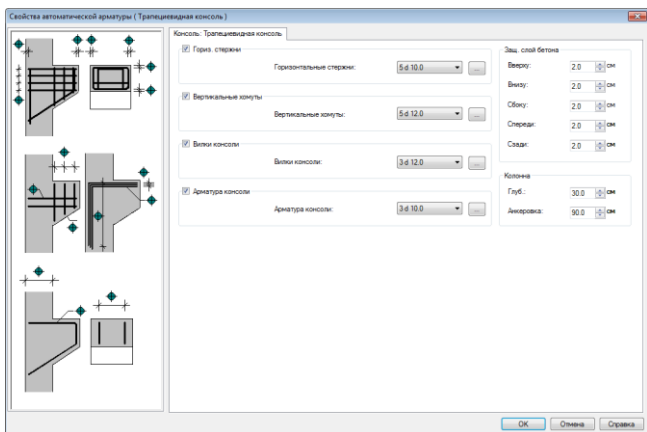 Свойства автоматической арматуры ( Трапециевидная консоль )
Консоль: Трапециевидная консоль
Гориз. стержни
Горизонтальные стержни: 5 d 10.0 ...
Вертикальные хомуты
Вертикальные хомуты: 5 d 12.0 ...
Вилки консоли
Вилки консоли: 3 d 12.0 ...
Арматура консоли
Арматура консоли: 3 d 10.0 ...
Защ. слой бетона
Вверху: 2.0 см
Внизу: 2.0 см
Сбоку: 2.0 см
Спереди: 2.0 см
Сзади: 2.0 см
Колонна
Глуб.: 30.0 см
Анкеровка: 90.0 см
OK Отмена Справка